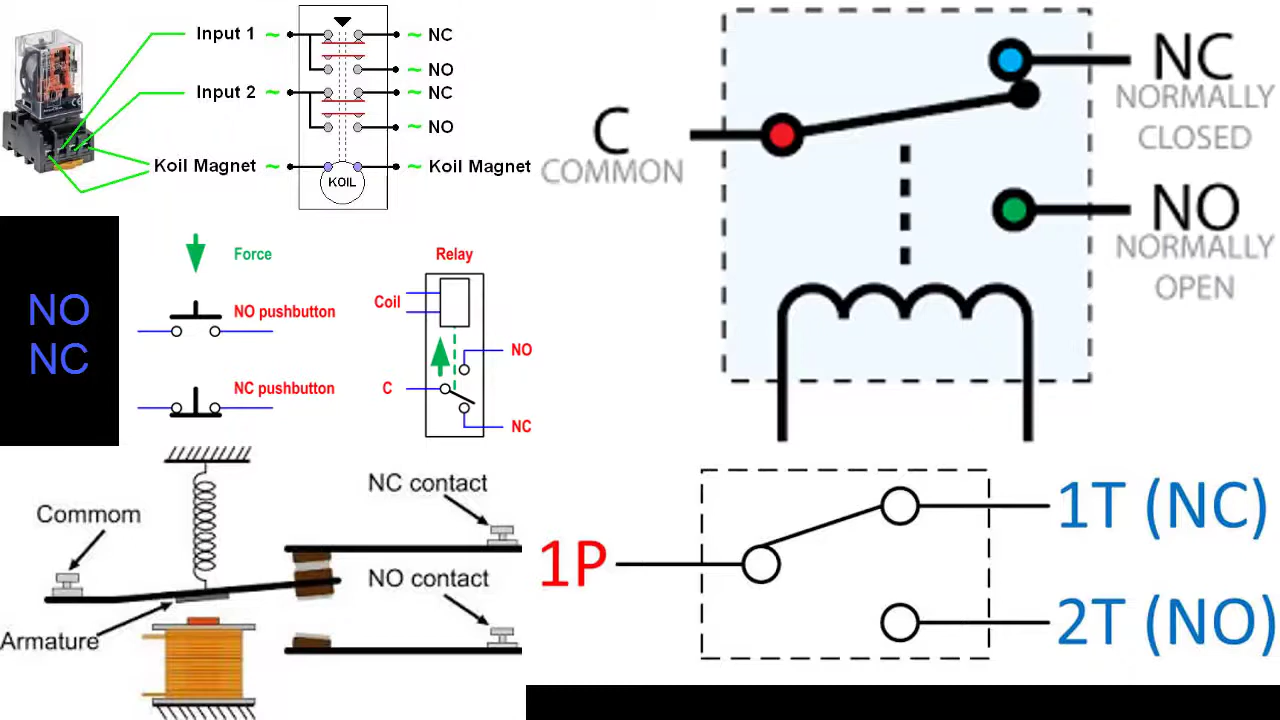 Input 1 ~
~ NC
~ NO
Input 2 ~
~ NC
~ NO
Koil Magnet ~
~ Koil Magnet
KOIL
C
COMMON
NC
NORMALLY
CLOSED
NO
NORMALLY
OPEN
NO
NC
Force
NO pushbutton
NC pushbutton
Relay
Coil
NO
C
NC
Commom
Armature
NC contact
NO contact
1P
1T (NC)
2T (NO)